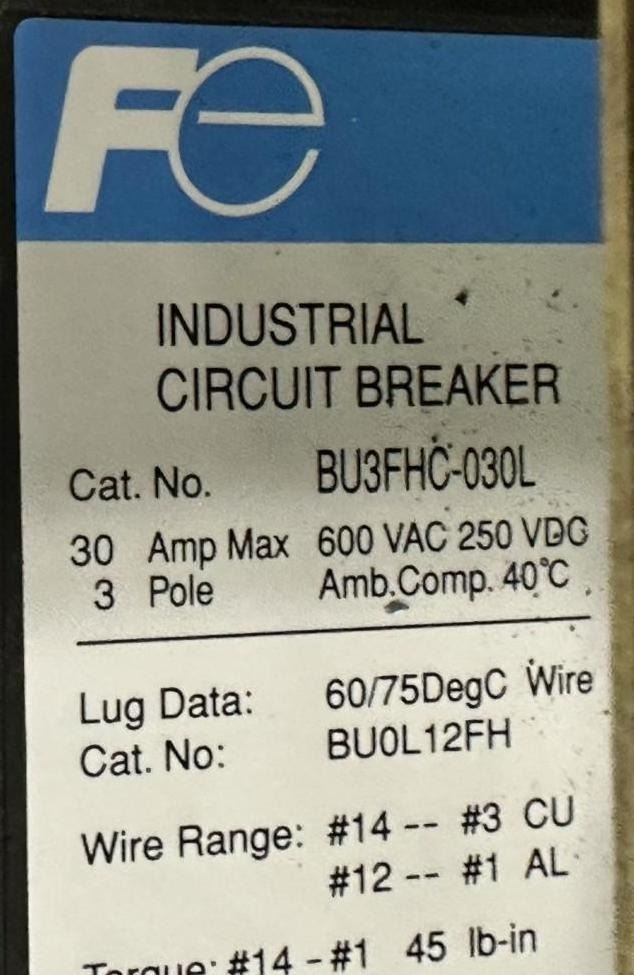 Fe
INDUSTRIAL
CIRCUIT BREAKER
Cat. No. BU3FHC-030L
30 Amp Max 600 VAC 250 VDC
3 Pole Amb.Comp. 40°C
Lug Data: 60/75DegC Wire
Cat. No: BU0L12FH
Wire Range: #14 -- #3 CU
#12 -- #1 AL
Torque: #14 - #1 45 lb-in